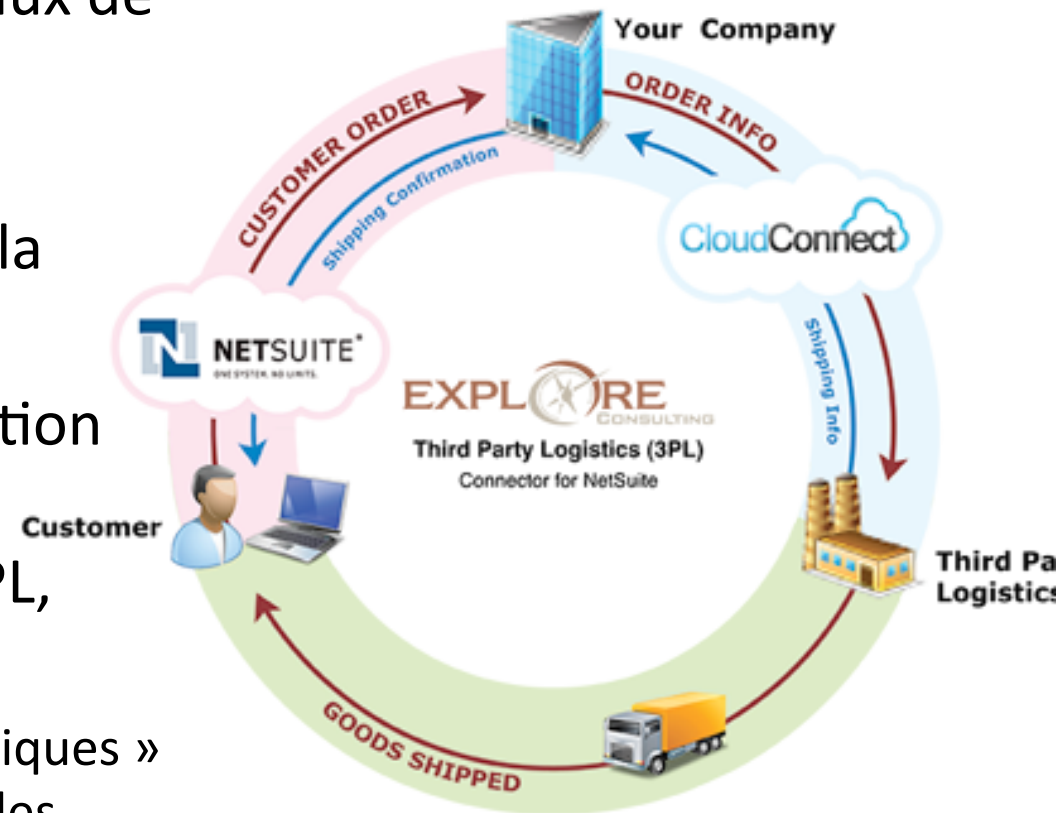 ux de
la
tion
PL,
iques »
des
Your Company
CUSTOMER ORDER
ORDER INFO
Shipping Confirmation
CloudConnect
NETSUITE
ONE SYSTEM. NO LIMITS.
Shipping Info
EXPLORE
CONSULTING
Third Party Logistics (3PL)
Connector for NetSuite
Customer
Third Pa
Logistics
GOODS SHIPPED